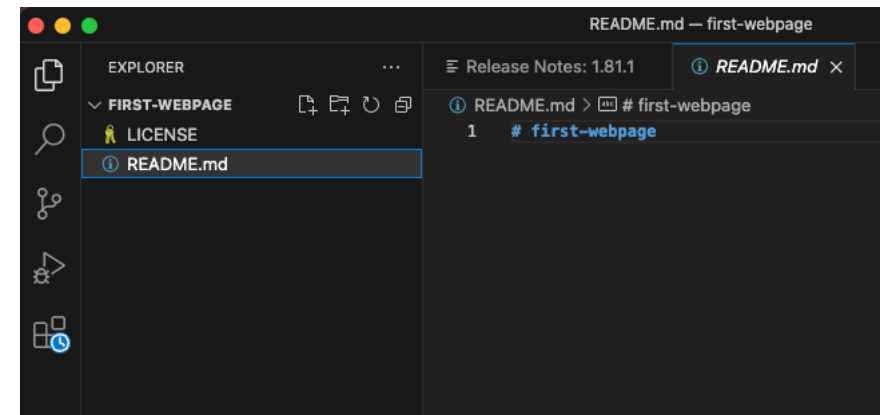 README.md — first-webpage
EXPLORER
...
Release Notes: 1.81.1
README.md
FIRST-WEBPAGE
README.md > # first-webpage
LICENSE
1 # first-webpage
README.md